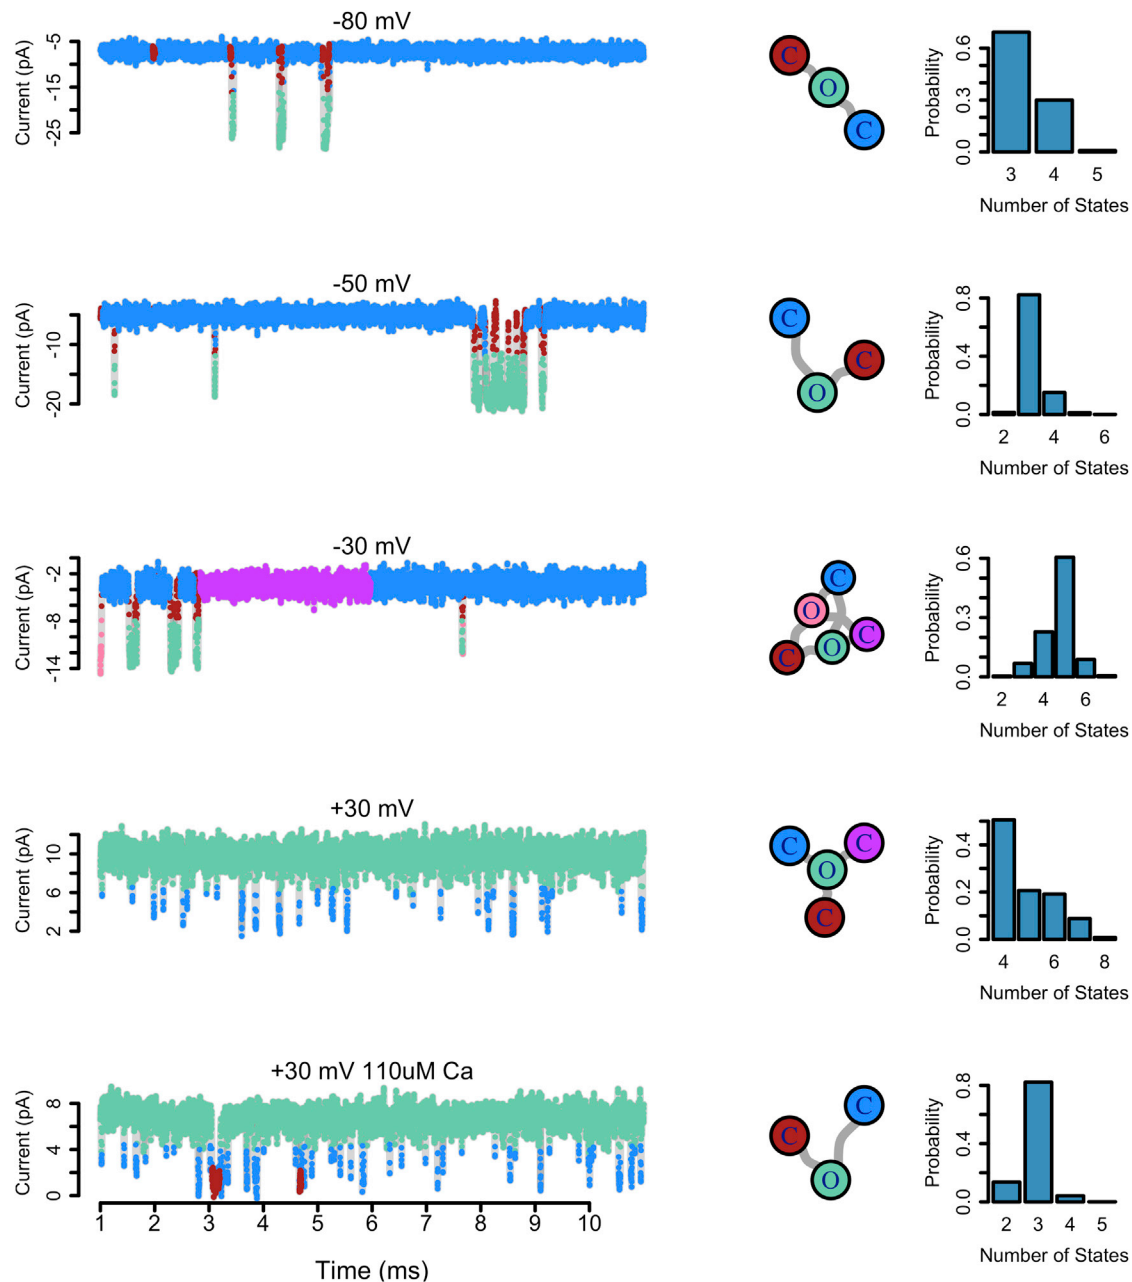 -80 mV
Current (pA)
-5
-15
-25
C
O
C
Probability
0.0 0.3 0.6
3 4 5
Number of States
-50 mV
Current (pA)
-10
-20
C
C
O
Probability
0.0 0.4 0.8
2 4 6
Number of States
-30 mV
Current (pA)
-2
-8
-14
C
O
C
O
C
Probability
0.0 0.3 0.6
2 4 6
Number of States
+30 mV
Current (pA)
10
6
2
C C
O
C
Probability
0.0 0.2 0.4
4 6 8
Number of States
+30 mV 110uM Ca
Current (pA)
8
4
0
1 2 3 4 5 6 7 8 9 10
Time (ms)
C
C
O
Probability
0.0 0.4 0.8
2 3 4 5
Number of States